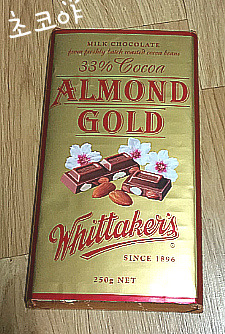 초코야
MILK CHOCOLATE
from freshly batch roasted cocoa beans
33% Cocoa
ALMOND
GOLD
Whittaker's
SINCE 1896
250g NET